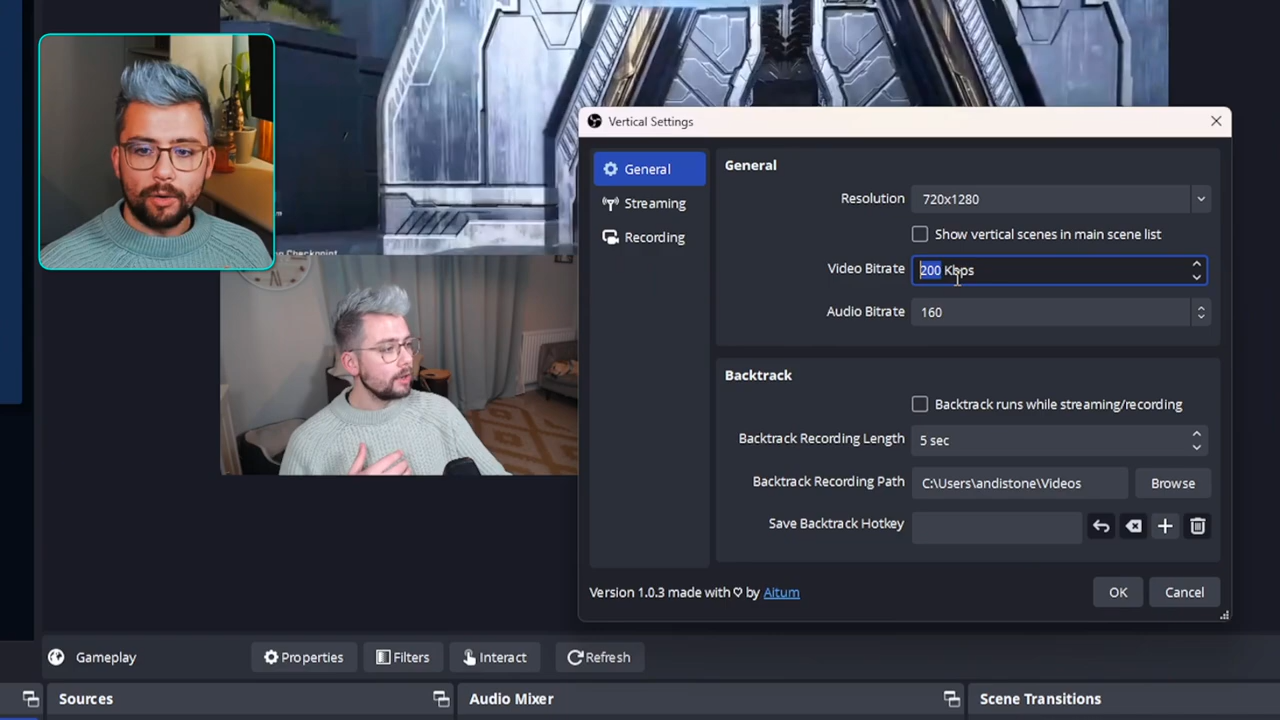 Checkpoint
Vertical Settings
General
Streaming
Recording
General
Resolution 720x1280
Show vertical scenes in main scene list
Video Bitrate 200 Kbps
Audio Bitrate 160
Backtrack
Backtrack runs while streaming/recording
Backtrack Recording Length 5 sec
Backtrack Recording Path C:\Users\andistone\Videos Browse
Save Backtrack Hotkey
Version 1.0.3 made with ♡ by Aitum
OK Cancel
Gameplay Properties Filters Interact Refresh
Sources Audio Mixer Scene Transitions